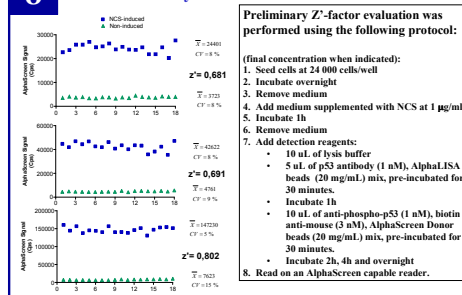 NCS-induced
Non-induced
AlphaScreen Signal
(Cps)
30000
20000
10000
0
0 3 6 9 12 15 18
X = 24401
CV = 8 %
z'= 0,681
X = 3723
CV = 8 %
AlphaScreen Signal
(Cps)
60000
40000
20000
0
0 3 6 9 12 15 18
X = 42622
CV = 8 %
z'= 0,691
X = 4761
CV = 9 %
AlphaScreen Signal
(Cps)
200000
150000
100000
50000
0
0 3 6 9 12 15 18
X = 147230
CV = 5 %
z'= 0,802
X = 7623
CV = 15 %
Preliminary Z’-factor evaluation was
performed using the following protocol:
(final concentration when indicated):
1. Seed cells at 24 000 cells/well
2. Incubate overnight
3. Remove medium
4. Add medium supplemented with NCS at 1 µg/ml
5. Incubate 1h
6. Remove medium
7. Add detection reagents:
• 10 uL of lysis buffer
• 5 uL of p53 antibody (1 nM), AlphaLISA
beads (20 mg/mL) mix, pre-incubated for
30 minutes.
• Incubate 1h
• 10 uL of anti-phospho-p53 (1 nM), biotin
anti-mouse (3 nM), AlphaScreen Donor
beads (20 mg/mL) mix, pre-incubated for
30 minutes.
• Incubate 2h, 4h and overnight
8. Read on an AlphaScreen capable reader.